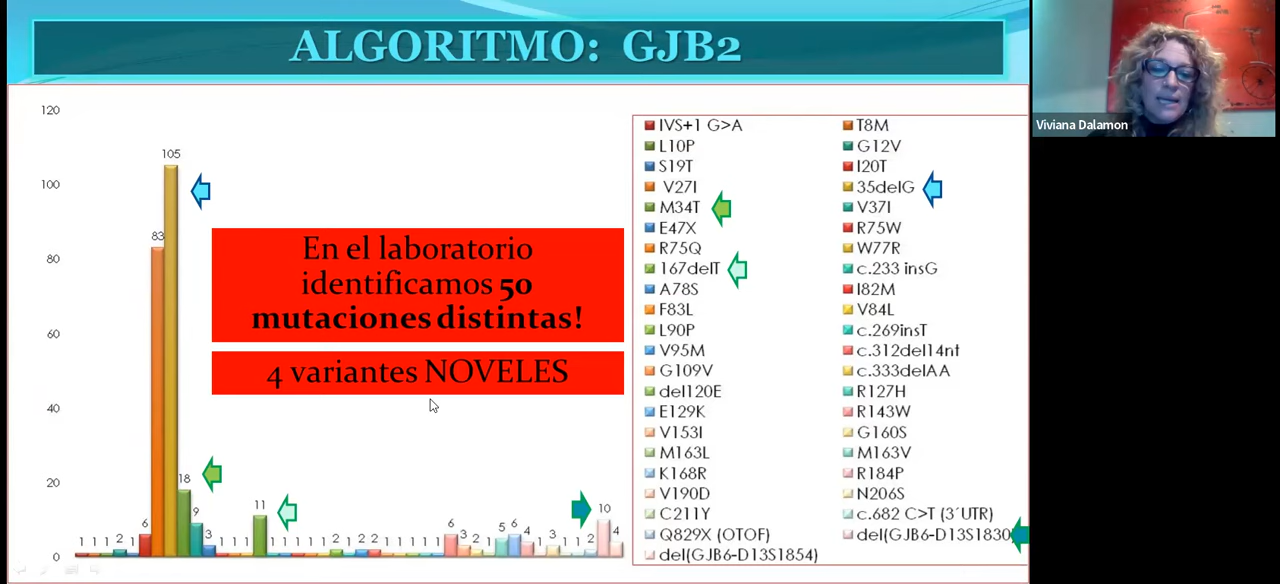 ALGORITMO: GJB2
120
105
100
83
80
60
40
20
0
1 1 1 2 1 6 18 9 3 1 1 1 11 1 1 1 1 1 2 1 2 2 1 1 1 1 1 6 3 2 1 5 6 4 1 3 1 1 2 10 4
En el laboratorio
identificamos 50
mutaciones distintas!
4 variantes NOVELES
IVS+1 G>A T8M
L10P G12V
S19T I20T
V27I 35delG
M34T V37I
E47X R75W
R75Q W77R
167delT c.233 insG
A78S I82M
F83L V84L
L90P c.269insT
V95M c.312del14nt
G109V c.333delAA
del120E R127H
E129K R143W
V153I G160S
M163L M163V
K168R R184P
V190D N206S
C211Y c.682 C>T (3´UTR)
Q829X (OTOF) del(GJB6-D13S1830
del(GJB6-D13S1854)
Viviana Dalamon